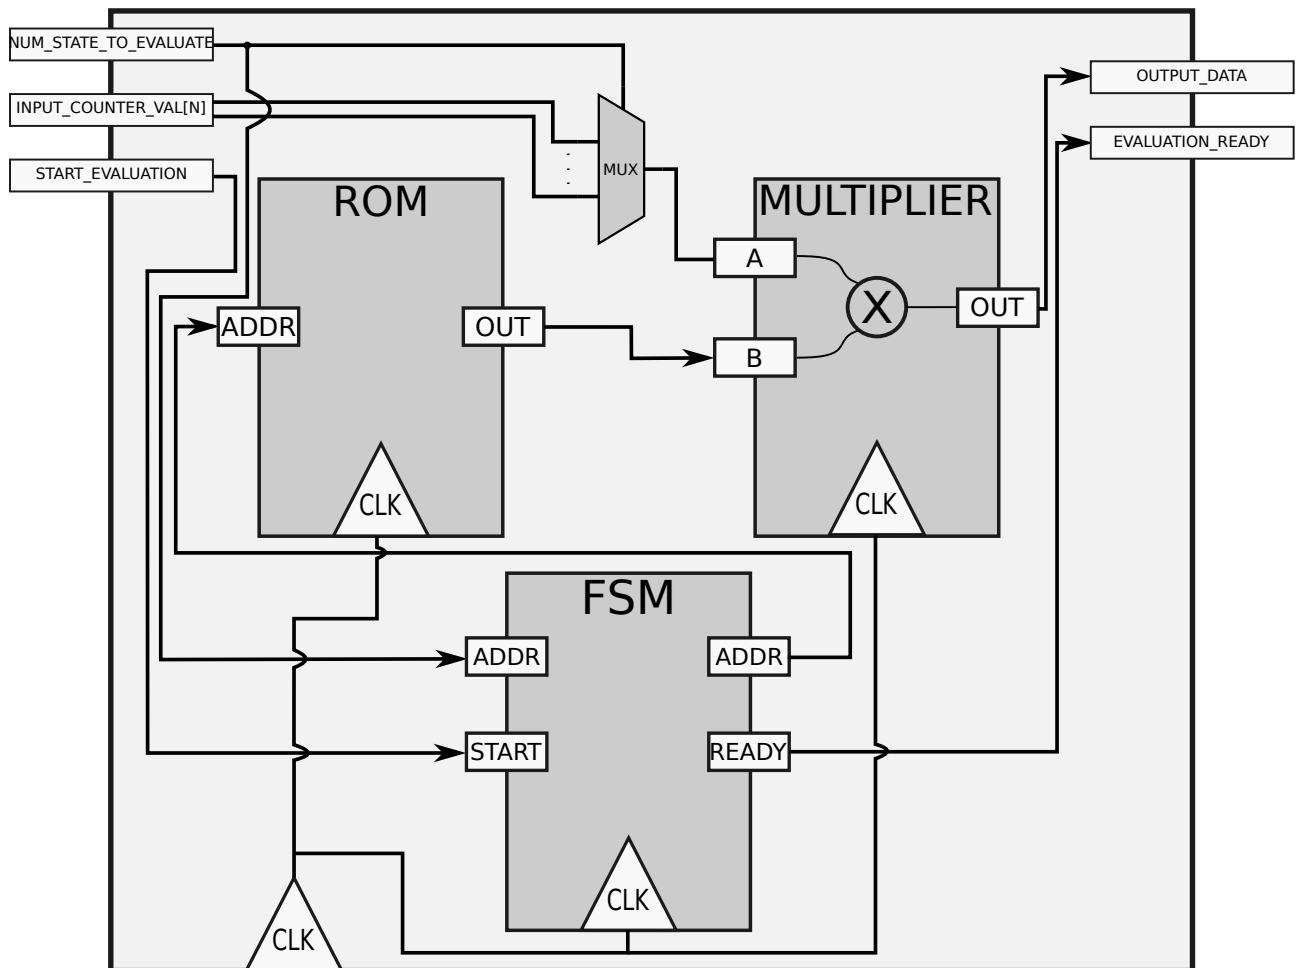 NUM_STATE_TO_EVALUATE
INPUT_COUNTER_VAL[N]
START_EVALUATION
OUTPUT_DATA
EVALUATION_READY
MUX
ROM
ADDR
OUT
CLK
MULTIPLIER
A
B
X
OUT
CLK
FSM
ADDR
ADDR
START
READY
CLK
CLK